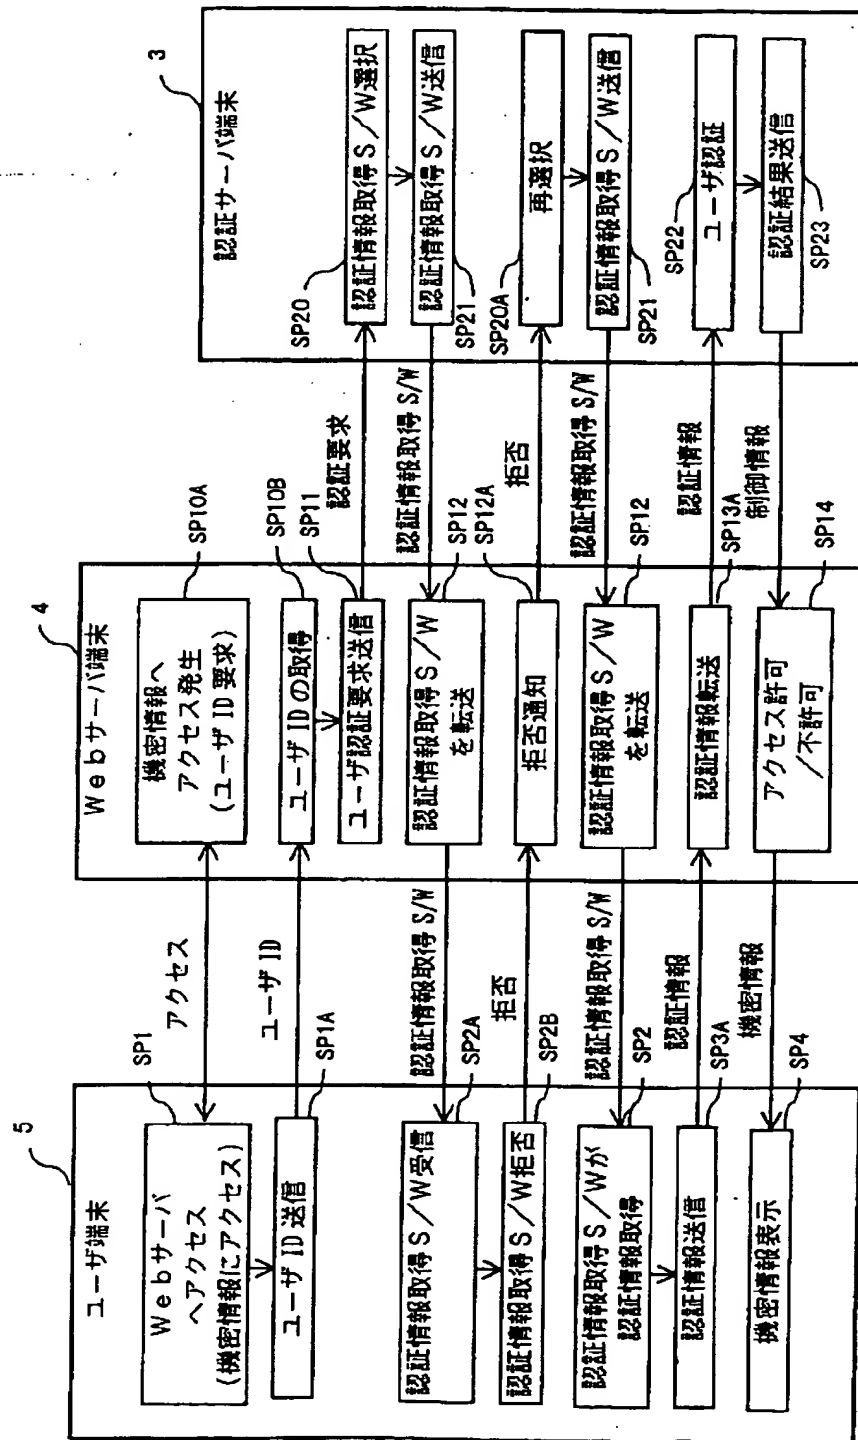 5
ユーザ端末
SP1
Webサーバ
へアクセス
(機密情報にアクセス)
ユーザID送信
SP1A
認証情報取得S/W受信
SP2A
認証情報取得S/W拒否
SP2B
認証情報取得S/Wが
認証情報取得
SP2
認証情報送信
SP3A
機密情報表示
SP4
アクセス
ユーザID
認証情報取得S/W
拒否
認証情報取得S/W
認証情報
機密情報
4
Webサーバ端末
機密情報へ
アクセス発生
(ユーザID要求)
SP10A
ユーザIDの取得
SP10B
ユーザ認証要求送信
SP11
認証情報取得S/W
を転送
SP12
拒否通知
SP12A
認証情報取得S/W
を転送
SP12
認証情報転送
SP13A
アクセス許可
/不許可
SP14
認証要求
認証情報取得S/W
拒否
認証情報取得S/W
認証情報
制御情報
3
認証サーバ端末
SP20
認証情報取得S/W選択
認証情報取得S/W送信
SP21
SP20A
再選択
認証情報取得S/W送信
SP21
SP22
ユーザ認証
認証結果送信
SP23